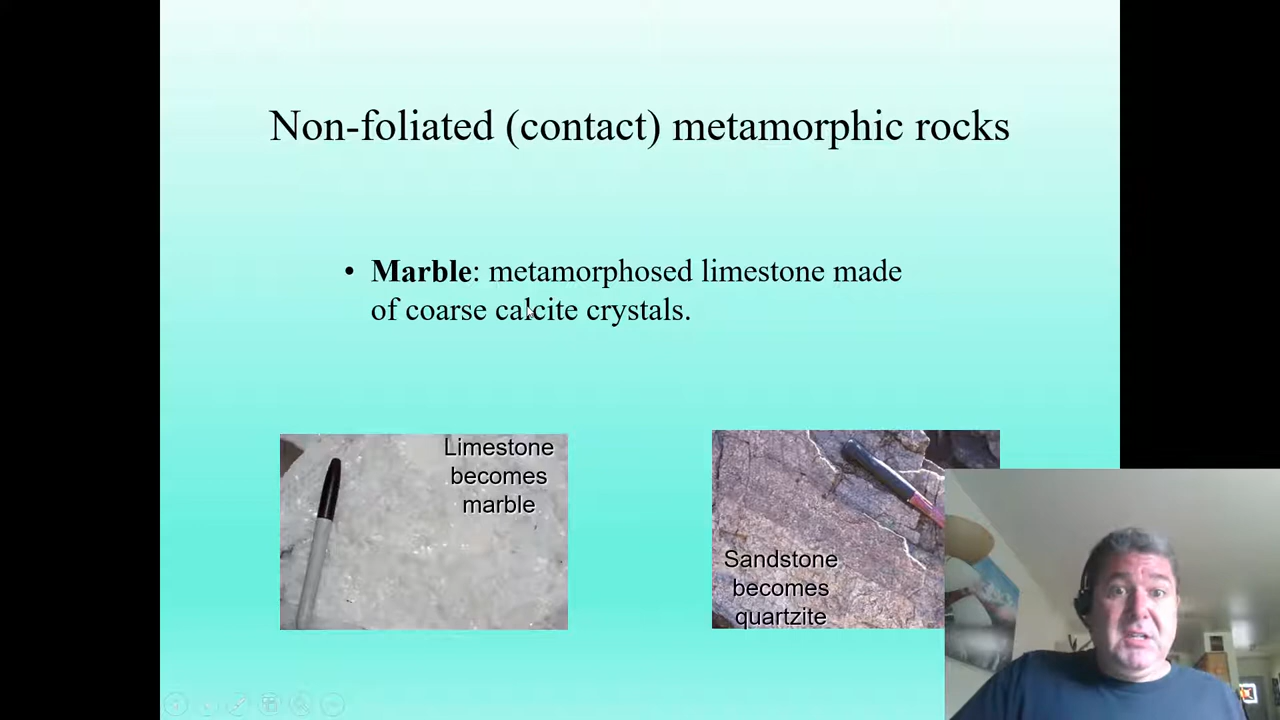 Non-foliated (contact) metamorphic rocks
• Marble: metamorphosed limestone made
of coarse calcite crystals.
Limestone
becomes
marble
Sandstone
becomes
quartzite